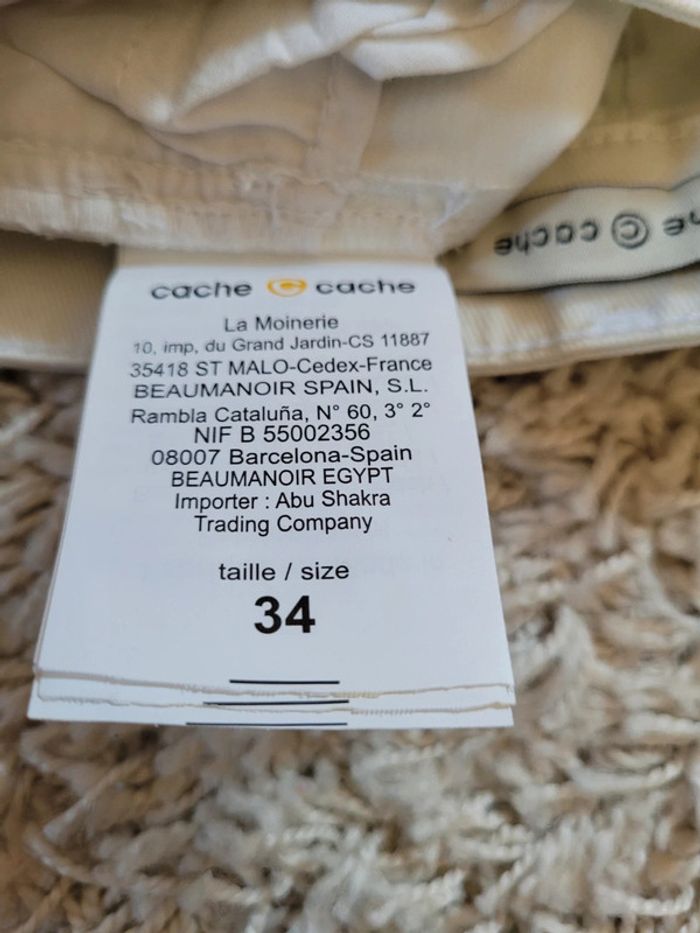 cache cache
La Moinerie
10, imp, du Grand Jardin-CS 11887
35418 ST MALO-Cedex-France
BEAUMANOIR SPAIN, S.L.
Rambla Cataluña, N° 60, 3° 2°
NIF B 55002356
08007 Barcelona-Spain
BEAUMANOIR EGYPT
Importer : Abu Shakra
Trading Company
taille / size
34
cache ©